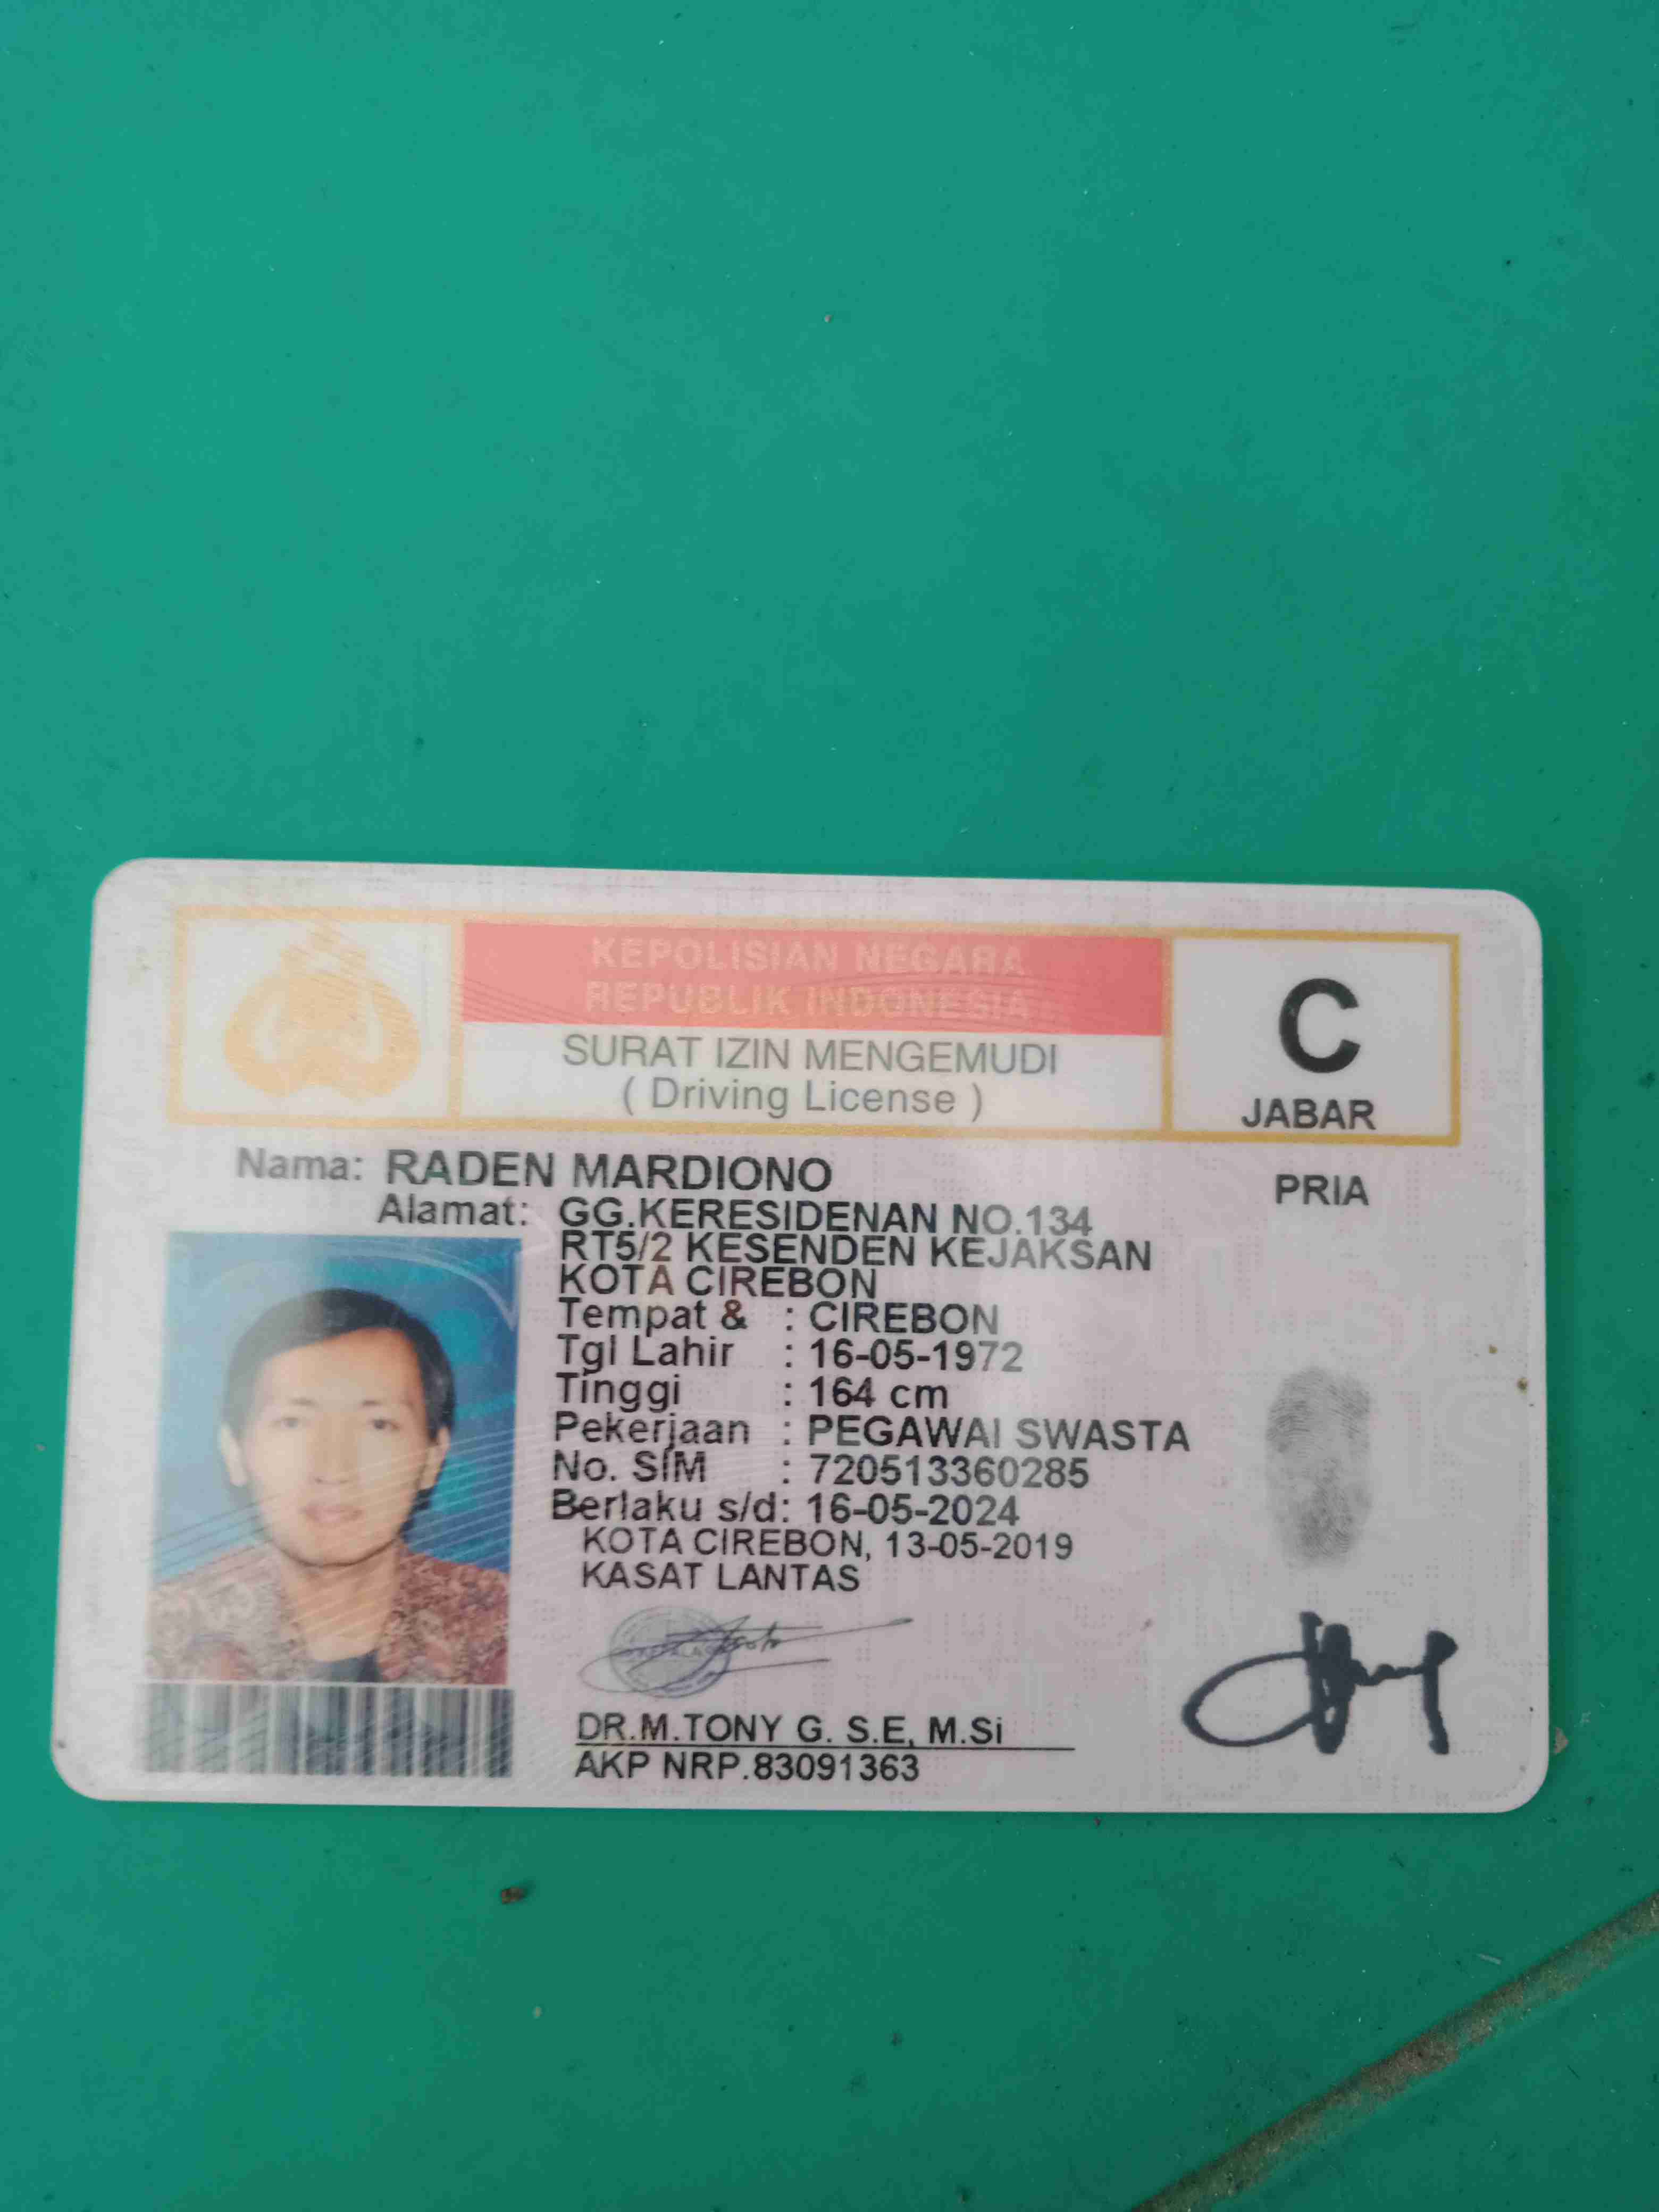 KEPOLISIAN NEGARA
REPUBLIK INDONESIA
SURAT IZIN MENGEMUDI
( Driving License )
C
JABAR
Nama: RADEN MARDIONO
PRIA
Alamat: GG.KERESIDENAN NO.134
RT5/2 KESENDEN KEJAKSAN
KOTA CIREBON
Tempat & : CIREBON
Tgl Lahir : 16-05-1972
Tinggi : 164 cm
Pekerjaan : PEGAWAI SWASTA
No. SIM : 720513360285
Berlaku s/d: 16-05-2024
KOTA CIREBON, 13-05-2019
KASAT LANTAS
DR.M.TONY G. S.E, M.Si
AKP NRP.83091363